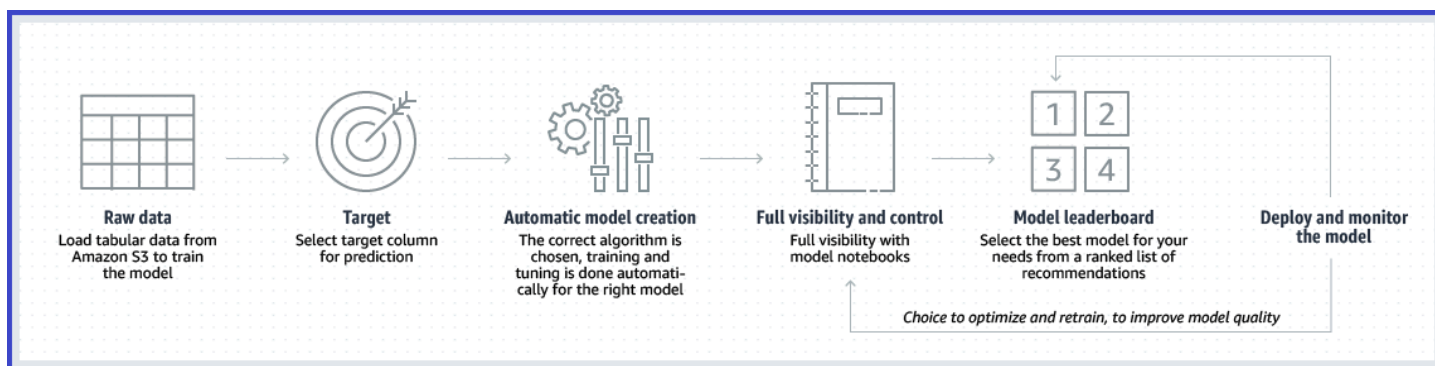 Raw data
Load tabular data from
Amazon S3 to train
the model
Target
Select target column
for prediction
Automatic model creation
The correct algorithm is
chosen, training and
tuning is done automati-
cally for the right model
Full visibility and control
Full visibility with
model notebooks
1 2
3 4
Model leaderboard
Select the best model for your
needs from a ranked list of
recommendations
Deploy and monitor
the model
Choice to optimize and retrain, to improve model quality